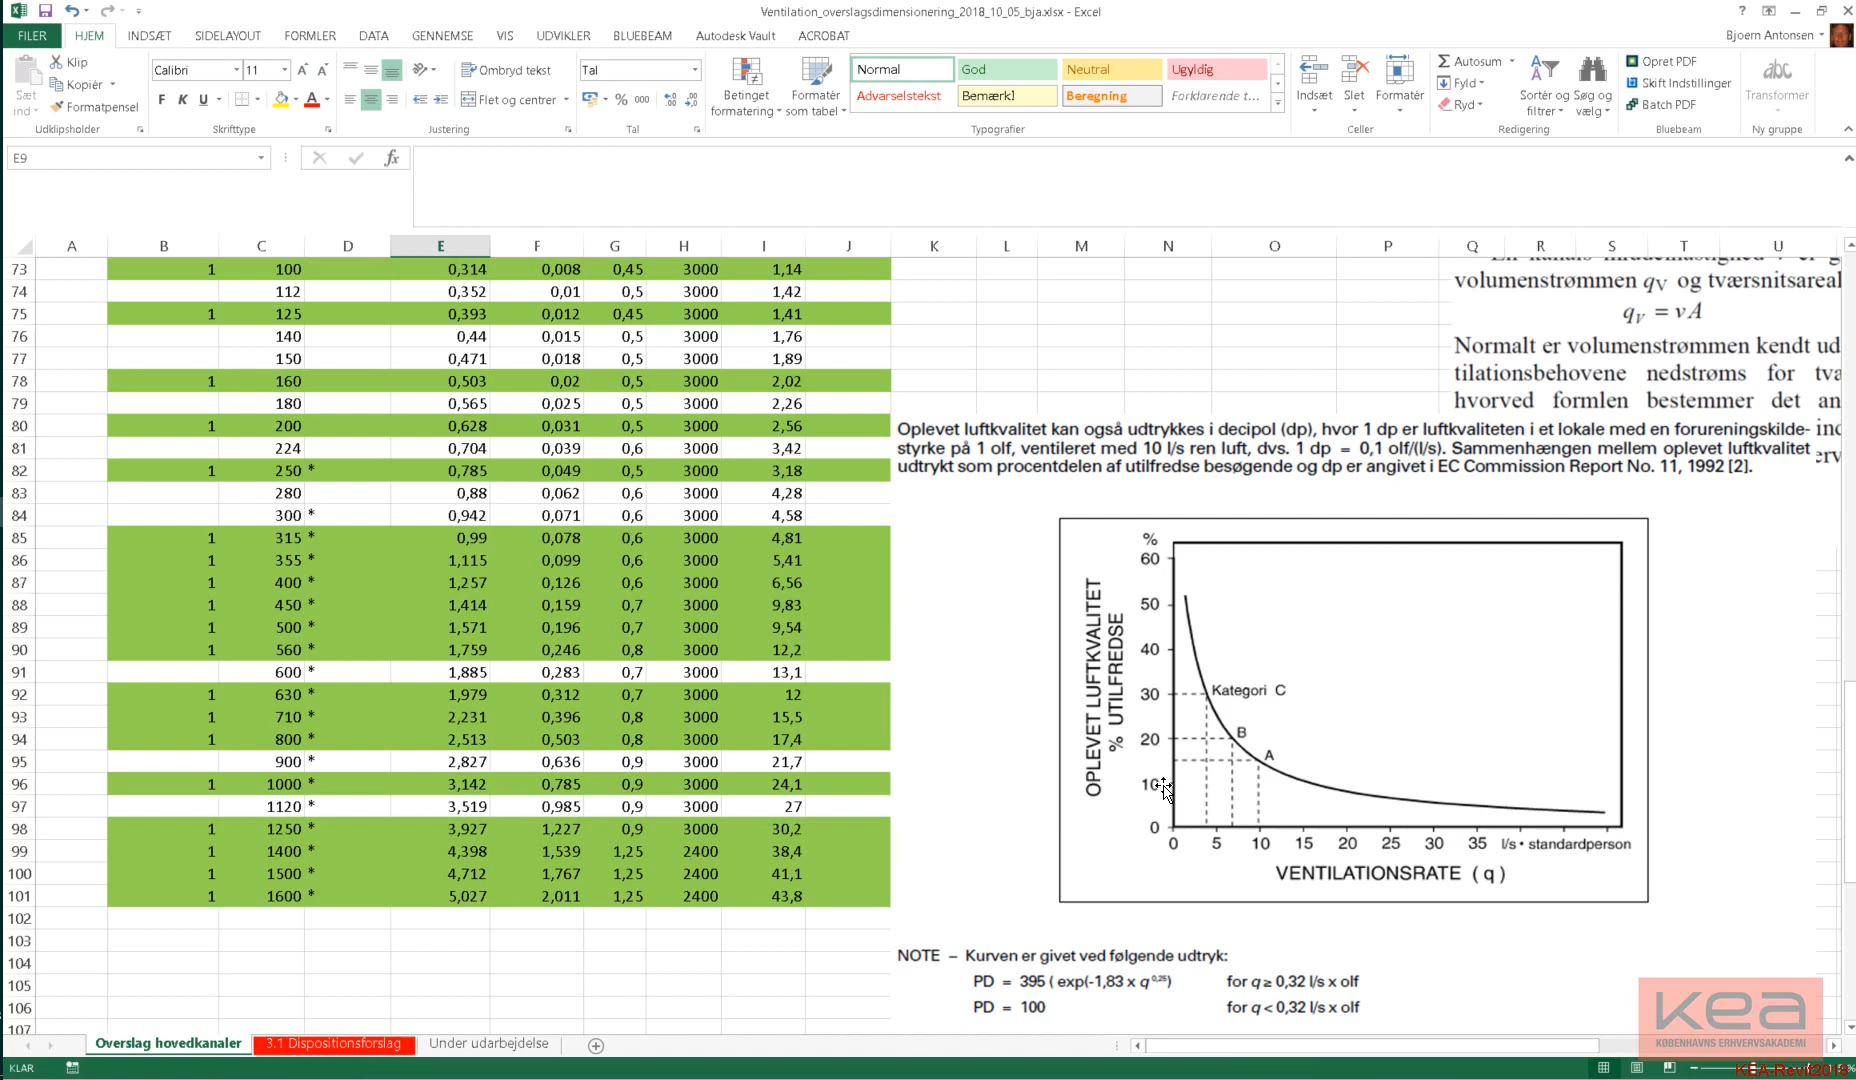 Ventilation_overslagsdimensionering_2018_10_05_bja.xlsx - Excel
FILER HJEM INDSÆT SIDELAYOUT FORMLER DATA GENNEMSE VIS UDVIKLER BLUEBEAM Autodesk Vault ACROBAT Bjoern Antonsen
Sæt ind Klip Kopiér Formatpensel
Udklipsholder
Calibri 11
F K U
Skrifttype
Ombryd tekst
Flet og centrer
Justering
Tal
% 000
Tal
Betinget formatering Formatér som tabel
Normal God Neutral Ugyldig
Advarselstekst Bemærk! Beregning Forklarende t...
Typografier
Indsæt Slet Formatér
Celler
Autosum
Fyld
Ryd
Sortér og filtrer Søg og vælg
Redigering
Opret PDF
Skift Indstillinger
Batch PDF
Bluebeam
Transformer
Ny gruppe
E9 fx
A B C D E F G H I J K L M N O P Q R S T U
73 1 100 0,314 0,008 0,45 3000 1,14
74 112 0,352 0,01 0,5 3000 1,42
75 1 125 0,393 0,012 0,45 3000 1,41
76 140 0,44 0,015 0,5 3000 1,76
77 150 0,471 0,018 0,5 3000 1,89
78 1 160 0,503 0,02 0,5 3000 2,02
79 180 0,565 0,025 0,5 3000 2,26
80 1 200 0,628 0,031 0,5 3000 2,56
81 224 0,704 0,039 0,6 3000 3,42
82 1 250 * 0,785 0,049 0,5 3000 3,18
83 280 0,88 0,062 0,6 3000 4,28
84 300 * 0,942 0,071 0,6 3000 4,58
85 1 315 * 0,99 0,078 0,6 3000 4,81
86 1 355 * 1,115 0,099 0,6 3000 5,41
87 1 400 * 1,257 0,126 0,6 3000 6,56
88 1 450 * 1,414 0,159 0,7 3000 9,83
89 1 500 * 1,571 0,196 0,7 3000 9,54
90 1 560 * 1,759 0,246 0,8 3000 12,2
91 600 * 1,885 0,283 0,7 3000 13,1
92 1 630 * 1,979 0,312 0,7 3000 12
93 1 710 * 2,231 0,396 0,8 3000 15,5
94 1 800 * 2,513 0,503 0,8 3000 17,4
95 900 * 2,827 0,636 0,9 3000 21,7
96 1 1000 * 3,142 0,785 0,9 3000 24,1
97 1120 * 3,519 0,985 0,9 3000 27
98 1 1250 * 3,927 1,227 0,9 3000 30,2
99 1 1400 * 4,398 1,539 1,25 2400 38,4
100 1 1500 * 4,712 1,767 1,25 2400 41,1
101 1 1600 * 5,027 2,011 1,25 2400 43,8
102
103
104
105
106
107
volumenstrømmen qV og tværsnitsareal
qV = vA
Normalt er volumenstrømmen kendt ud
tilationsbehovene nedstrøms for tva
hvorved formlen bestemmer det an
Oplevet luftkvalitet kan også udtrykkes i decipol (dp), hvor 1 dp er luftkvaliteten i et lokale med en forureningskilde-
styrke på 1 olf, ventileret med 10 l/s ren luft, dvs. 1 dp = 0,1 olf/(l/s). Sammenhængen mellem oplevet luftkvalitet
udtrykt som procentdelen af utilfredse besøgende og dp er angivet i EC Commission Report No. 11, 1992 [2].
OPLEVET LUFTKVALITET
% UTILFREDSE
%
60
50
40
30
20
10
0
Kategori C
B
A
0 5 10 15 20 25 30 35 l/s • standardperson
VENTILATIONSRATE ( q )
NOTE – Kurven er givet ved følgende udtryk:
PD = 395 ( exp(-1,83 x q0,25) for q ≥ 0,32 l/s x olf
PD = 100 for q < 0,32 l/s x olf
kea
KØBENHAVNS ERHVERVSAKADEMI
Overslag hovedkanaler 3.1 Dispositionsforslag Under udarbejdelse
KLAR
KEA-Revit2018